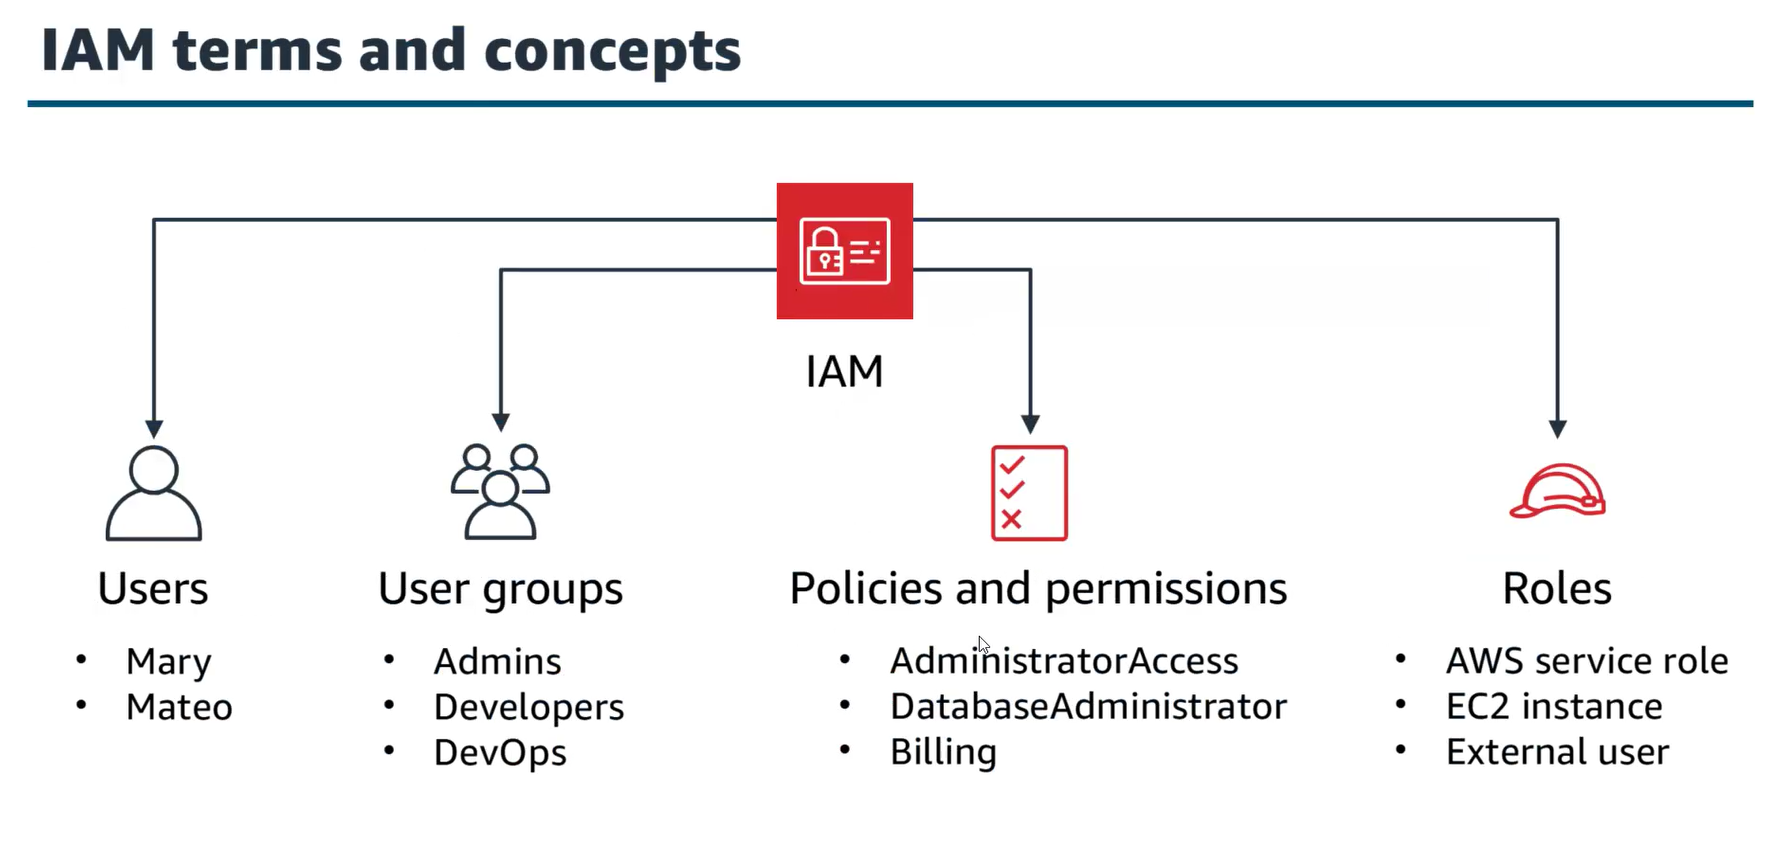 IAM terms and concepts
IAM
Users
• Mary
• Mateo
User groups
• Admins
• Developers
• DevOps
Policies and permissions
• AdministratorAccess
• DatabaseAdministrator
• Billing
Roles
• AWS service role
• EC2 instance
• External user